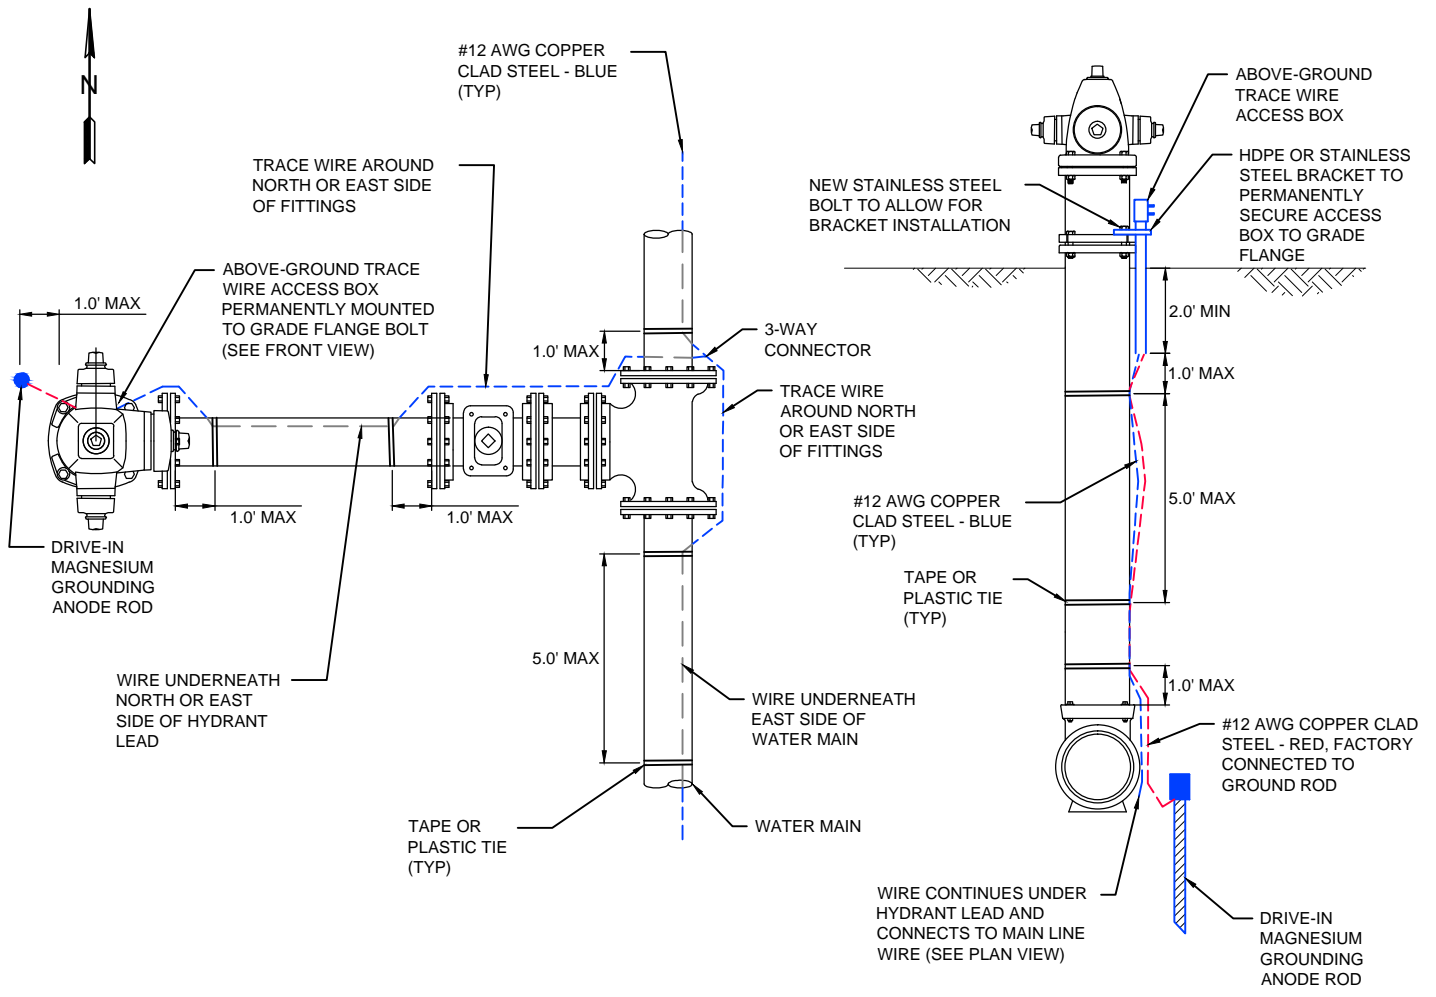 N
#12 AWG COPPER
CLAD STEEL - BLUE
(TYP)
TRACE WIRE AROUND
NORTH OR EAST SIDE
OF FITTINGS
ABOVE-GROUND TRACE
WIRE ACCESS BOX
PERMANENTLY MOUNTED
TO GRADE FLANGE BOLT
(SEE FRONT VIEW)
1.0' MAX
1.0' MAX
3-WAY
CONNECTOR
TRACE WIRE
AROUND NORTH
OR EAST SIDE
OF FITTINGS
1.0' MAX
1.0' MAX
DRIVE-IN
MAGNESIUM
GROUNDING
ANODE ROD
5.0' MAX
WIRE UNDERNEATH
NORTH OR EAST
SIDE OF HYDRANT
LEAD
WIRE UNDERNEATH
EAST SIDE OF
WATER MAIN
TAPE OR
PLASTIC TIE
(TYP)
WATER MAIN
ABOVE-GROUND
TRACE WIRE
ACCESS BOX
HDPE OR STAINLESS
STEEL BRACKET TO
PERMANENTLY
SECURE ACCESS
BOX TO GRADE
FLANGE
NEW STAINLESS STEEL
BOLT TO ALLOW FOR
BRACKET INSTALLATION
2.0' MIN
1.0' MAX
#12 AWG COPPER
CLAD STEEL - BLUE
(TYP)
5.0' MAX
TAPE OR
PLASTIC TIE
(TYP)
1.0' MAX
#12 AWG COPPER CLAD
STEEL - RED, FACTORY
CONNECTED TO
GROUND ROD
WIRE CONTINUES UNDER
HYDRANT LEAD AND
CONNECTS TO MAIN LINE
WIRE (SEE PLAN VIEW)
DRIVE-IN
MAGNESIUM
GROUNDING
ANODE ROD